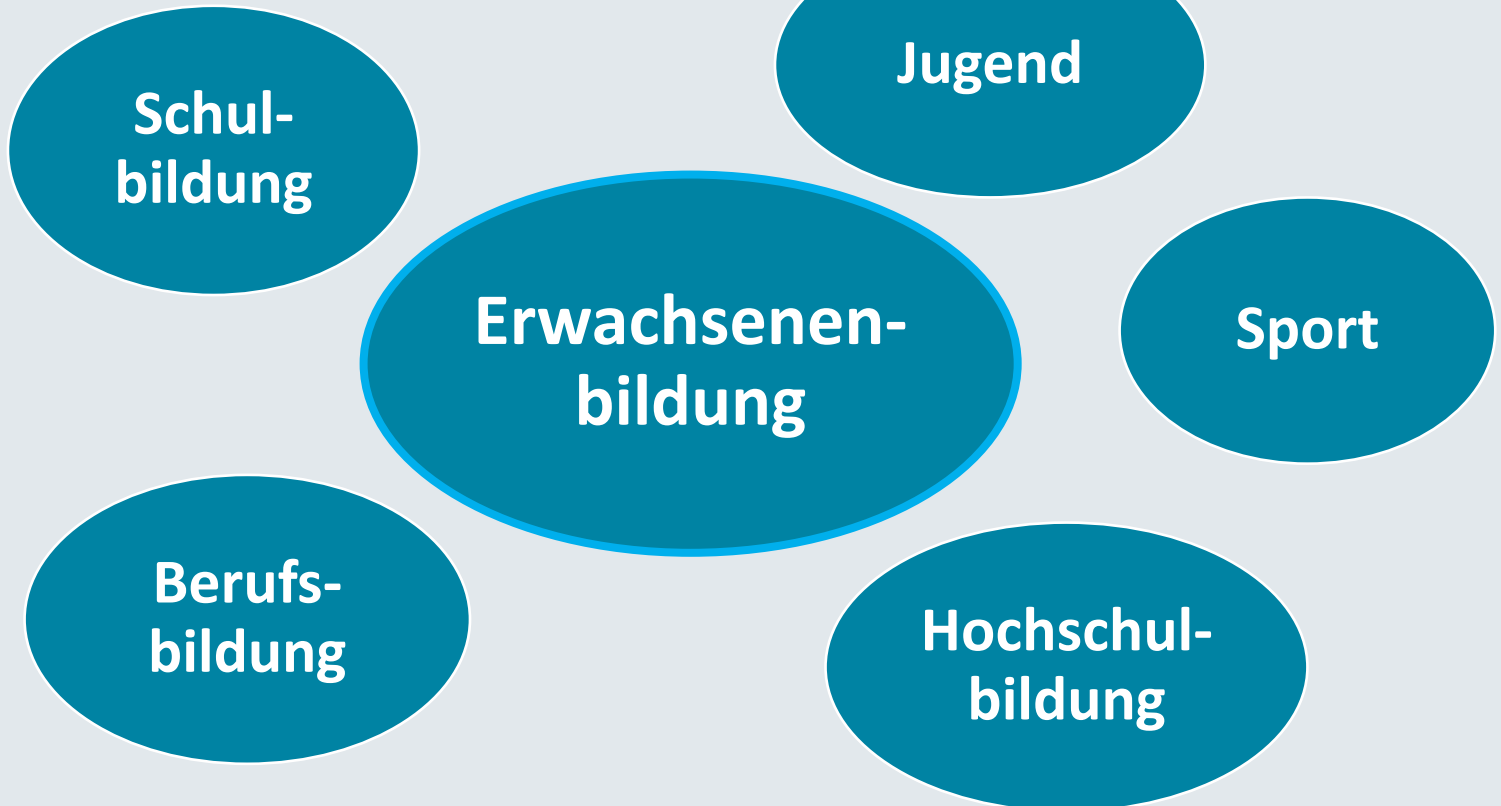 Jugend
Schul-
bildung
Erwachsenen-
bildung
Sport
Berufs-
bildung
Hochschul-
bildung